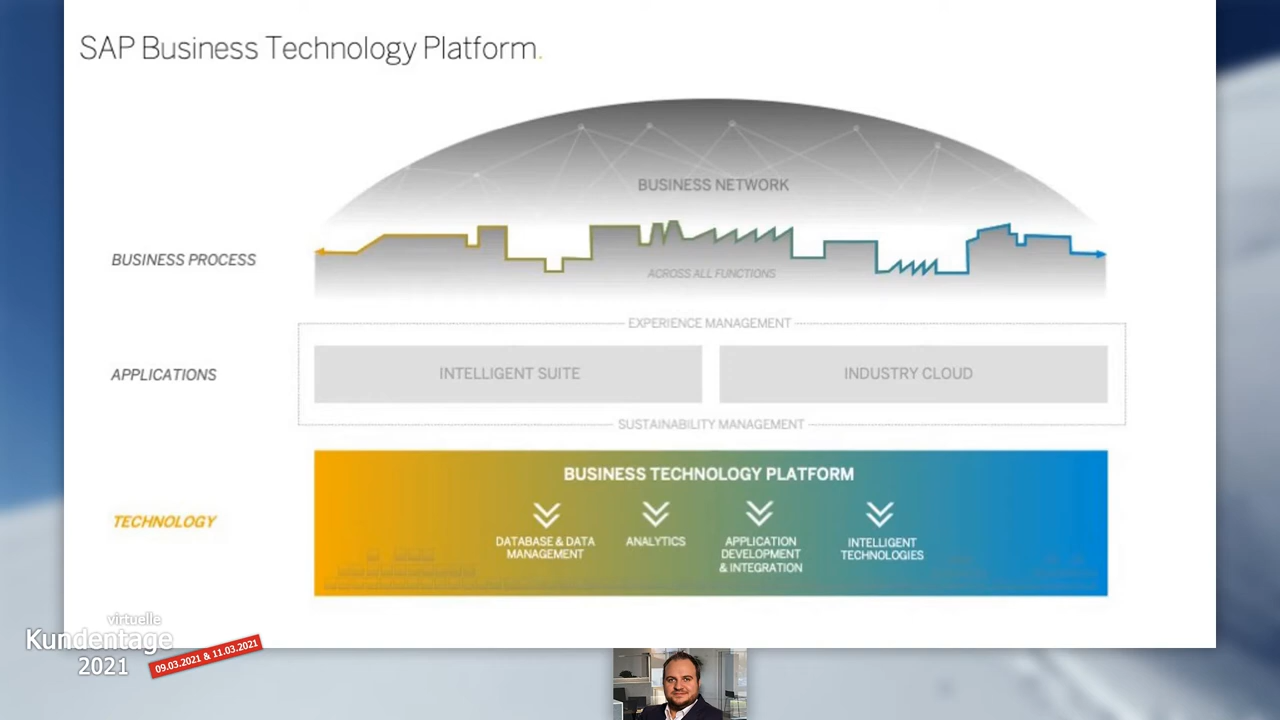 SAP Business Technology Platform.
BUSINESS NETWORK
BUSINESS PROCESS
ACROSS ALL FUNCTIONS
EXPERIENCE MANAGEMENT
APPLICATIONS
INTELLIGENT SUITE
INDUSTRY CLOUD
SUSTAINABILITY MANAGEMENT
BUSINESS TECHNOLOGY PLATFORM
TECHNOLOGY
DATABASE & DATA
MANAGEMENT
ANALYTICS
APPLICATION
DEVELOPMENT
& INTEGRATION
INTELLIGENT
TECHNOLOGIES
virtuelle
Kundentage
2021
09.03.2021 & 11.03.2021